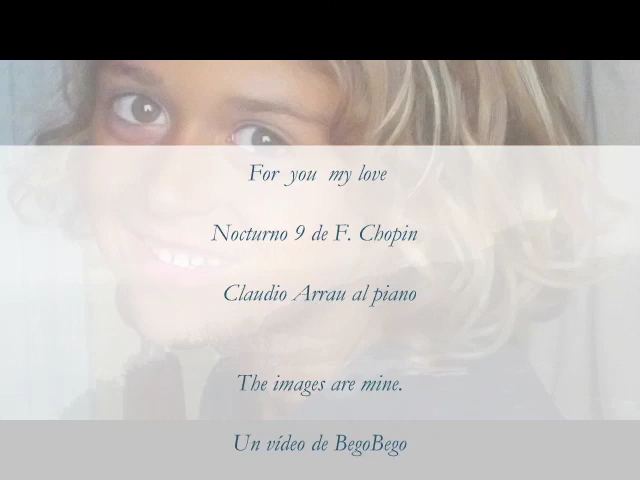 For you my love
Nocturno 9 de F. Chopin
Claudio Arrau al piano
The images are mine.
Un vídeo de BegoBego